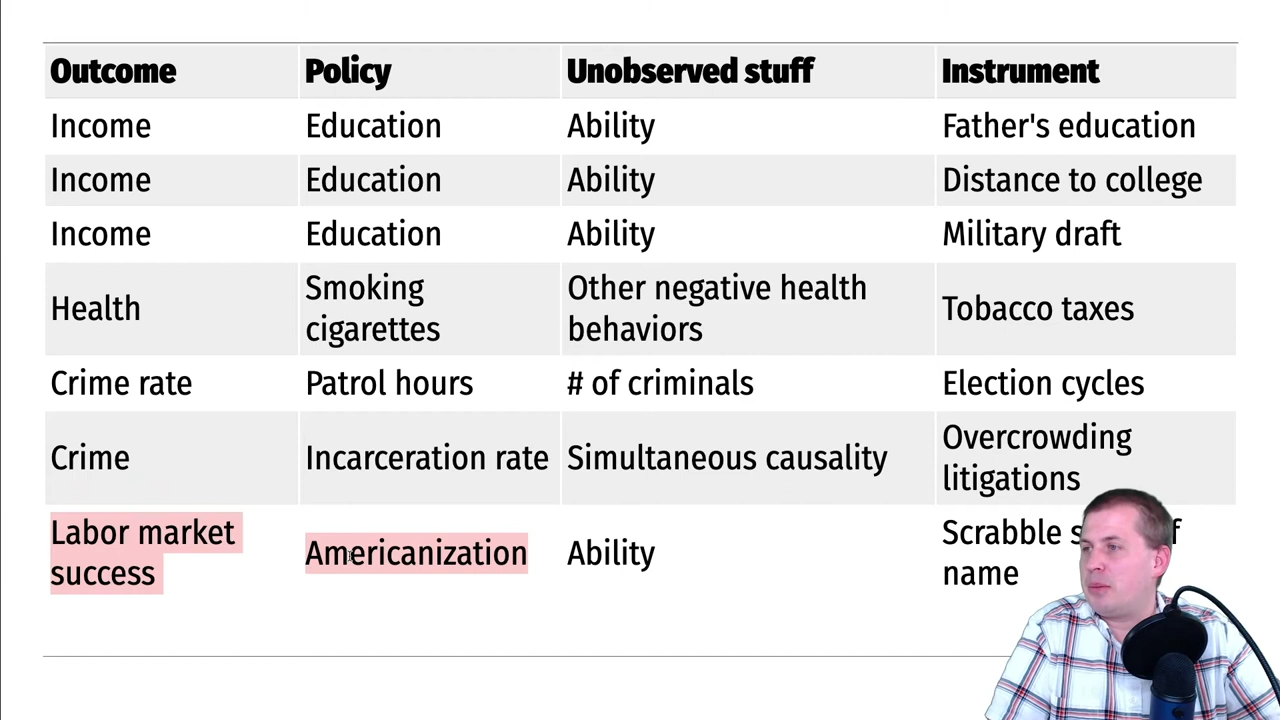 Outcome Policy Unobserved stuff Instrument
Income Education Ability Father's education
Income Education Ability Distance to college
Income Education Ability Military draft
Health Smoking cigarettes Other negative health behaviors Tobacco taxes
Crime rate Patrol hours # of criminals Election cycles
Crime Incarceration rate Simultaneous causality Overcrowding litigations
Labor market success Americanization Ability Scrabble name